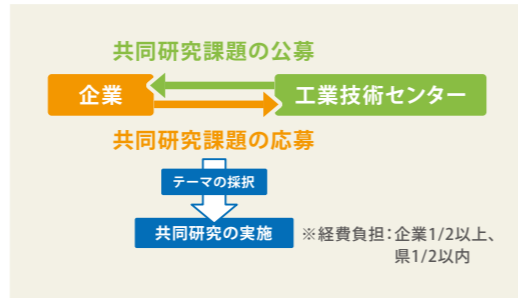 共同研究課題の公募
企業
工業技術センター
共同研究課題の応募
テーマの採択
共同研究の実施
※経費負担：企業1/2以上、
県1/2以内